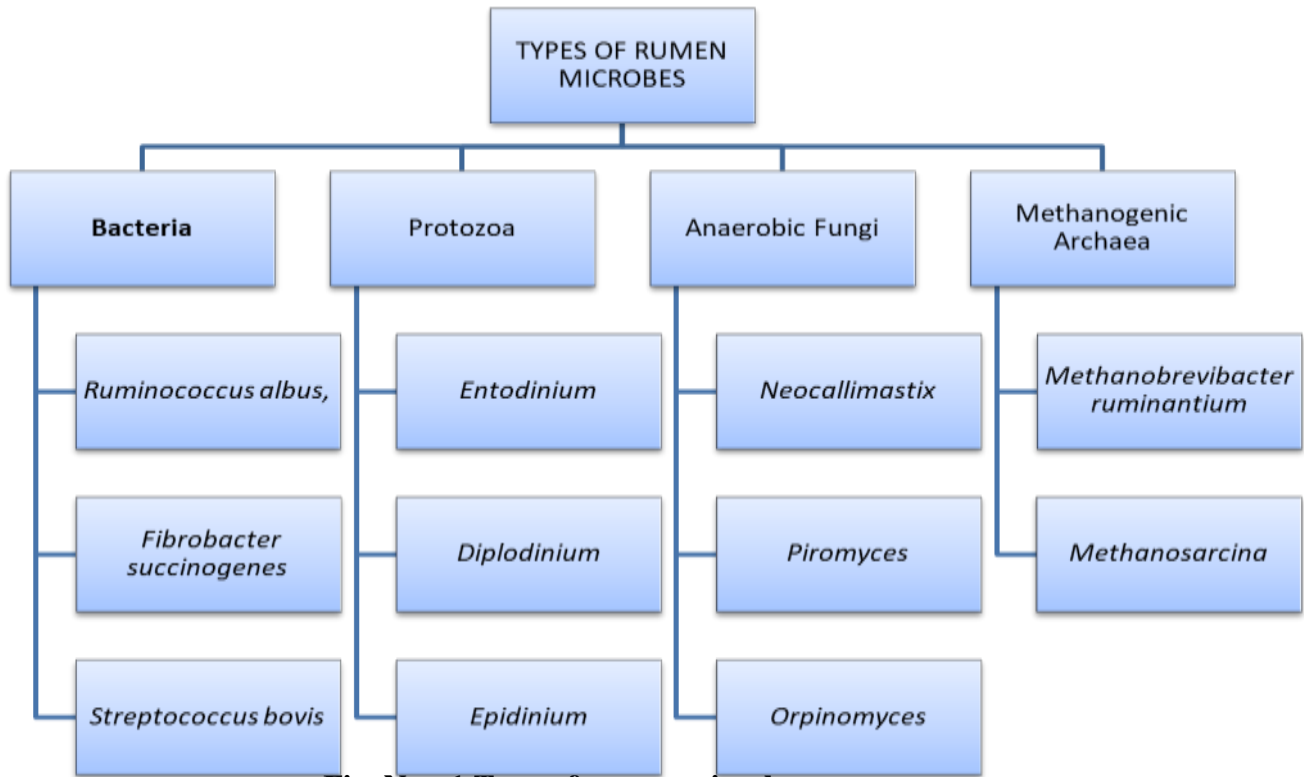 TYPES OF RUMEN
MICROBES
Bacteria
Protozoa
Anaerobic Fungi
Methanogenic
Archaea
Ruminococcus albus,
Entodinium
Neocallimastix
Methanobrevibacter
ruminantium
Fibrobacter
succinogenes
Diplodinium
Piromyces
Methanosarcina
Streptococcus bovis
Epidinium
Orpinomyces